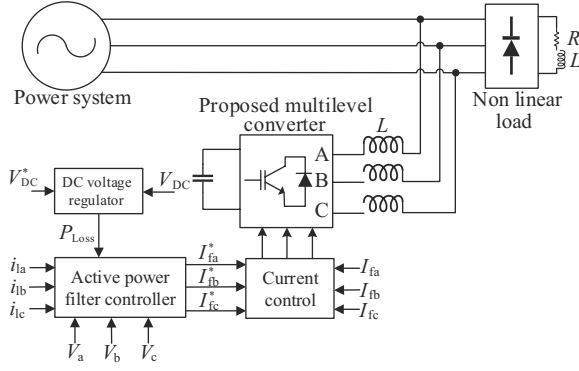 R
L
Power system
Non linear
load
Proposed multilevel
converter
L
A
B
C
V*DC
DC voltage
regulator
VDC
PLoss
ila
ilb
ilc
Active power
filter controller
I*fa
I*fb
I*fc
Current
control
Ifa
Ifb
Ifc
Va
Vb
Vc